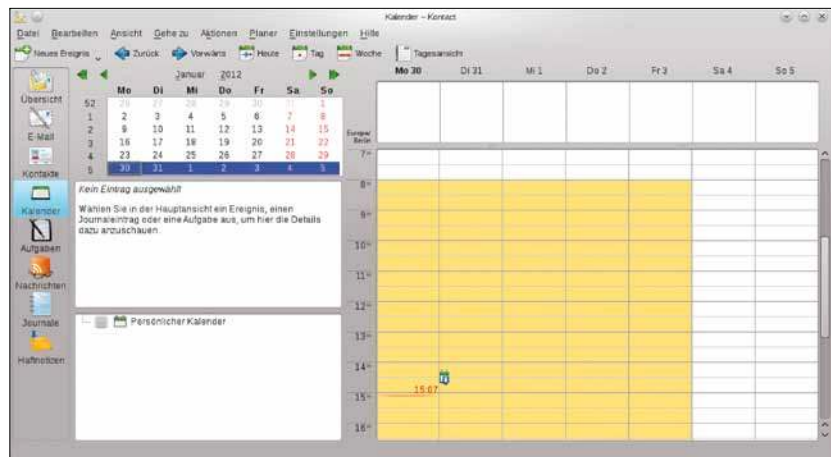 Kalender – Kontact
Datei Bearbeiten Ansicht Gehe zu Aktionen Planer Einstellungen Hilfe
Neues Ereignis Zurück Vorwärts Heute Tag Woche Tagesansicht
Übersicht
E-Mail
Kontakte
Kalender
Aufgaben
Nachrichten
Journale
Haftnotizen
Januar 2012
Mo Di Mi Do Fr Sa So
52 26 27 28 29 30 31 1
1 2 3 4 5 6 7 8
2 9 10 11 12 13 14 15
3 16 17 18 19 20 21 22
4 23 24 25 26 27 28 29
5 30 31 1 2 3 4 5
Kein Eintrag ausgewählt
Wählen Sie in der Hauptansicht ein Ereignis, einen
Journaleintrag oder eine Aufgabe aus, um hier die Details
dazu anzuschauen.
Persönlicher Kalender
Mo 30 Di 31 Mi 1 Do 2 Fr 3 Sa 4 So 5
Europe/
Berlin
7
8
9
10
11
12
13
14
15:07
15
16